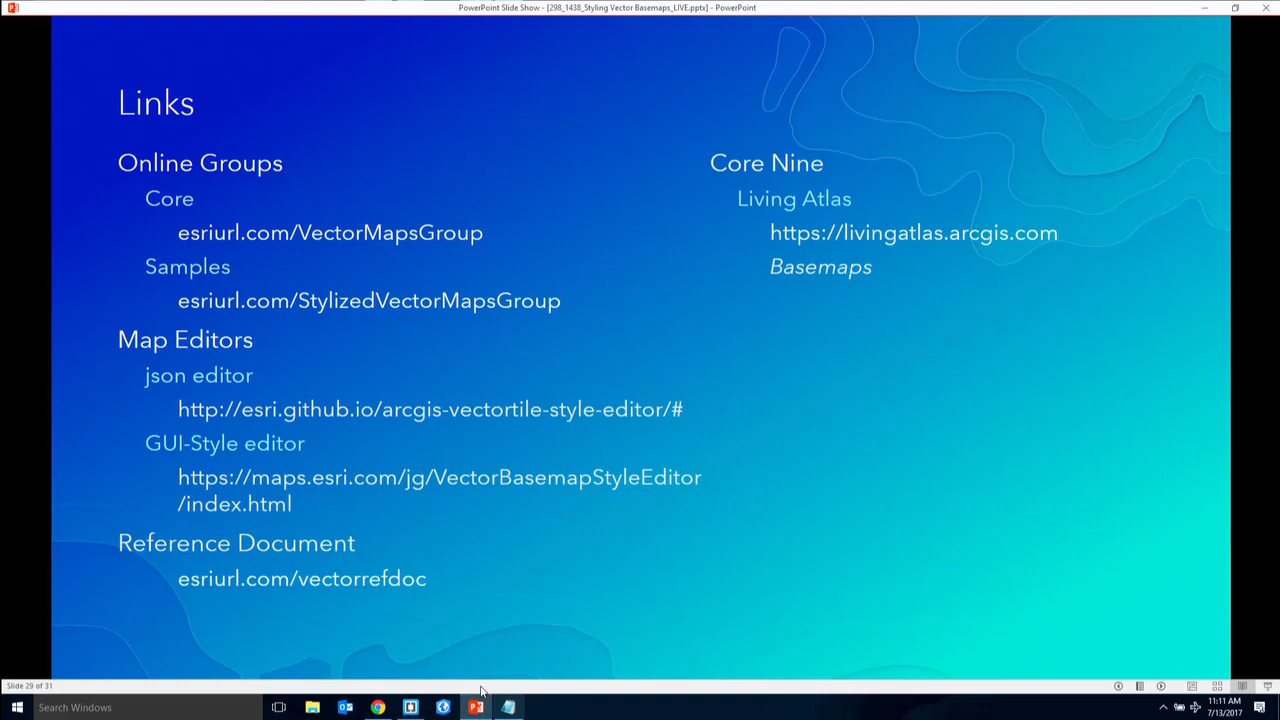 PowerPoint Slide Show - [298_1438_Styling Vector Basemaps_LIVE.pptx] - PowerPoint
Links
Online Groups
Core
esriurl.com/VectorMapsGroup
Samples
esriurl.com/StylizedVectorMapsGroup
Map Editors
json editor
http://esri.github.io/arcgis-vectortile-style-editor/#
GUI-Style editor
https://maps.esri.com/jg/VectorBasemapStyleEditor
/index.html
Reference Document
esriurl.com/vectorrefdoc
Core Nine
Living Atlas
https://livingatlas.arcgis.com
Basemaps
Slide 29 of 31
Search Windows
11:11 AM
7/13/2017